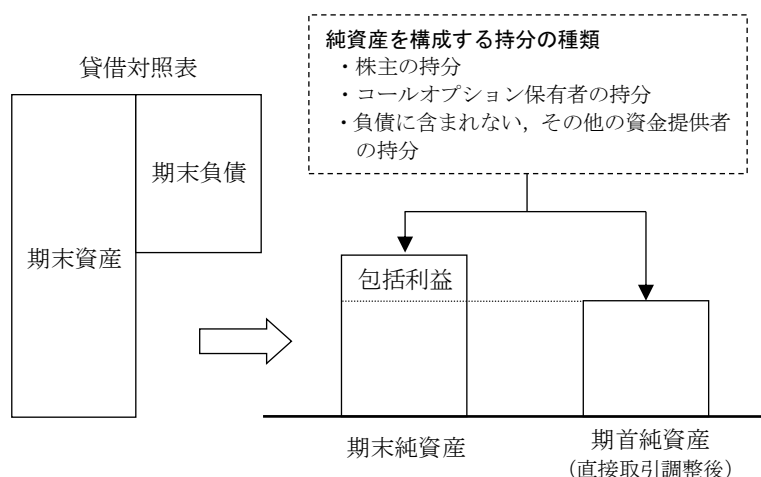 純資産を構成する持分の種類
・株主の持分
・コールオプション保有者の持分
・負債に含まれない，その他の資金提供者
の持分
貸借対照表
期末負債
期末資産
包括利益
期末純資産
期首純資産
（直接取引調整後）